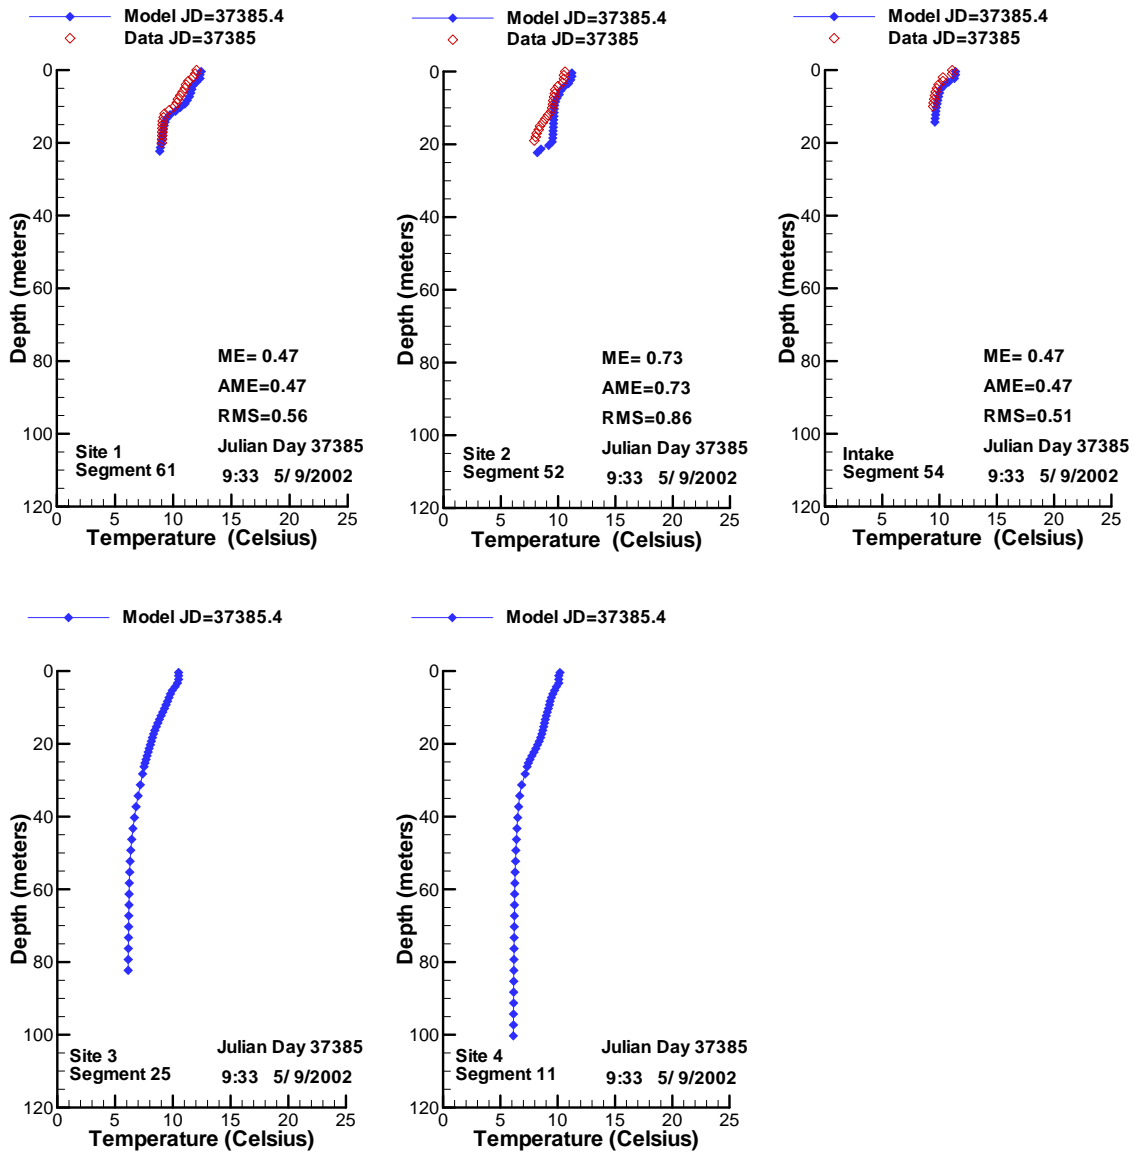 Model JD=37385.4
Data JD=37385
0
20
40
60
80
100
120
0 5 10 15 20 25
Depth (meters)
Temperature (Celsius)
ME= 0.47
AME=0.47
RMS=0.56
Julian Day 37385
9:33 5/ 9/2002
Site 1
Segment 61
Model JD=37385.4
Data JD=37385
0
20
40
60
80
100
120
0 5 10 15 20 25
Depth (meters)
Temperature (Celsius)
ME= 0.73
AME=0.73
RMS=0.86
Julian Day 37385
9:33 5/ 9/2002
Site 2
Segment 52
Model JD=37385.4
Data JD=37385
0
20
40
60
80
100
120
0 5 10 15 20 25
Depth (meters)
Temperature (Celsius)
ME= 0.47
AME=0.47
RMS=0.51
Julian Day 37385
9:33 5/ 9/2002
Intake
Segment 54
Model JD=37385.4
0
20
40
60
80
100
120
0 5 10 15 20 25
Depth (meters)
Temperature (Celsius)
Julian Day 37385
9:33 5/ 9/2002
Site 3
Segment 25
Model JD=37385.4
0
20
40
60
80
100
120
0 5 10 15 20 25
Depth (meters)
Temperature (Celsius)
Julian Day 37385
9:33 5/ 9/2002
Site 4
Segment 11